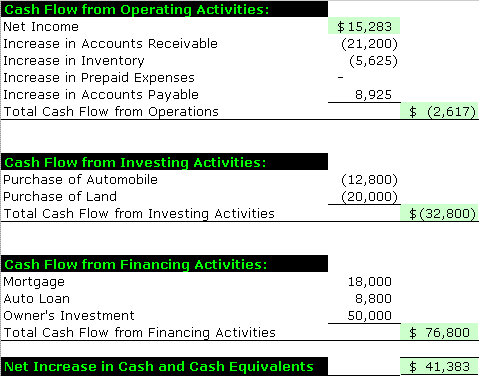 Cash Flow from Operating Activities:
Net Income $15,283
Increase in Accounts Receivable (21,200)
Increase in Inventory (5,625)
Increase in Prepaid Expenses -
Increase in Accounts Payable 8,925
Total Cash Flow from Operations $ (2,617)
Cash Flow from Investing Activities:
Purchase of Automobile (12,800)
Purchase of Land (20,000)
Total Cash Flow from Investing Activities $(32,800)
Cash Flow from Financing Activities:
Mortgage 18,000
Auto Loan 8,800
Owner's Investment 50,000
Total Cash Flow from Financing Activities $ 76,800
Net Increase in Cash and Cash Equivalents $ 41,383